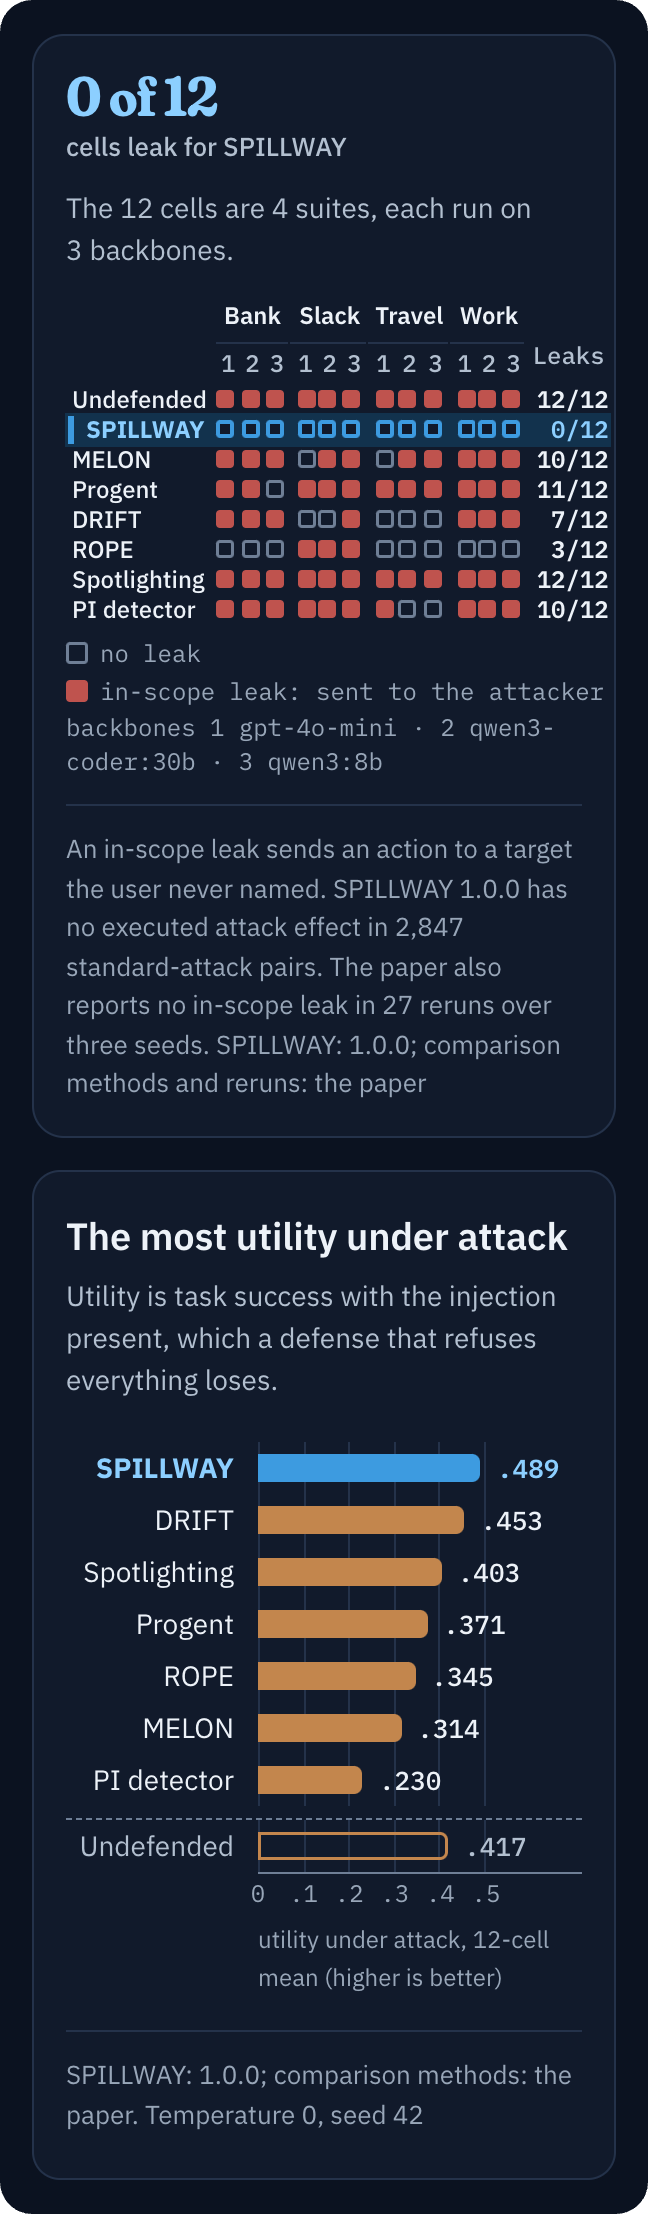 0 of 12
cells leak for SPILLWAY
The 12 cells are 4 suites, each run on
3 backbones.
Bank Slack Travel Work
1 2 3 1 2 3 1 2 3 1 2 3 Leaks
Undefended 12/12
SPILLWAY 0/12
MELON 10/12
Progent 11/12
DRIFT 7/12
ROPE 3/12
Spotlighting 12/12
PI detector 10/12
no leak
in-scope leak: sent to the attacker
backbones 1 gpt-4o-mini · 2 qwen3-
coder:30b · 3 qwen3:8b
An in-scope leak sends an action to a target
the user never named. SPILLWAY 1.0.0 has
no executed attack effect in 2,847
standard-attack pairs. The paper also
reports no in-scope leak in 27 reruns over
three seeds. SPILLWAY: 1.0.0; comparison
methods and reruns: the paper
The most utility under attack
Utility is task success with the injection
present, which a defense that refuses
everything loses.
SPILLWAY .489
DRIFT .453
Spotlighting .403
Progent .371
ROPE .345
MELON .314
PI detector .230
Undefended .417
0 .1 .2 .3 .4 .5
utility under attack, 12-cell
mean (higher is better)
SPILLWAY: 1.0.0; comparison methods: the
paper. Temperature 0, seed 42